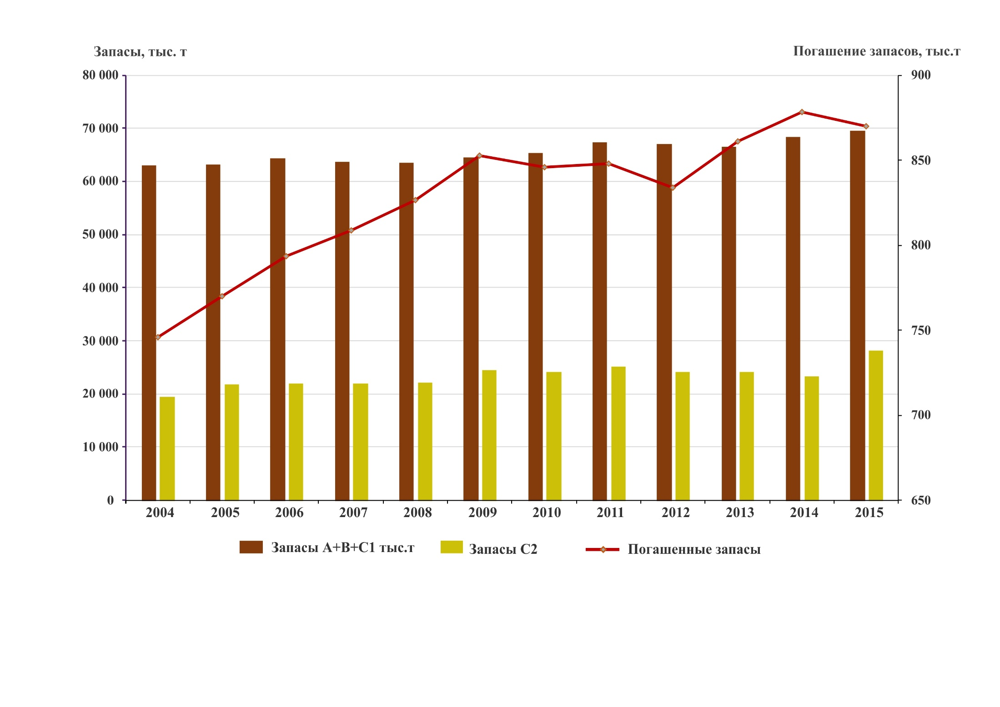 Запасы, тыс. т
Погашение запасов, тыс.т
80 000
70 000
60 000
50 000
40 000
30 000
20 000
10 000
0
900
850
800
750
700
650
2004 2005 2006 2007 2008 2009 2010 2011 2012 2013 2014 2015
Запасы А+В+С1 тыс.т
Запасы С2
Погашенные запасы